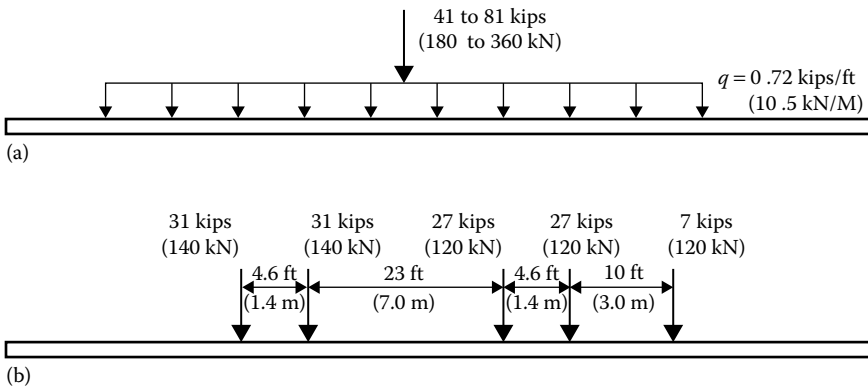 41 to 81 kips
(180 to 360 kN)
q = 0 .72 kips/ft
(10 .5 kN/M)
(a)
31 kips
(140 kN)
31 kips
(140 kN)
27 kips
(120 kN)
27 kips
(120 kN)
7 kips
(120 kN)
4.6 ft
(1.4 m)
23 ft
(7.0 m)
4.6 ft
(1.4 m)
10 ft
(3.0 m)
(b)